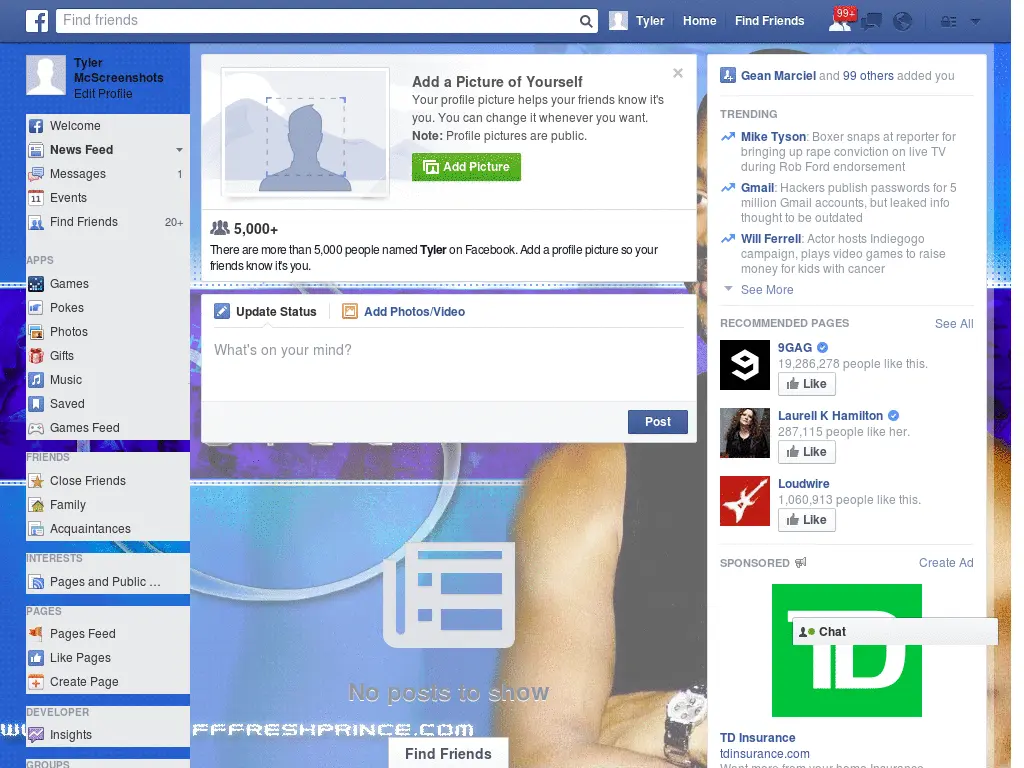 Find friends
Tyler
Home
Find Friends
99+
Tyler
McScreenshots
Edit Profile
Welcome
News Feed
Messages 1
11 Events
Find Friends 20+
APPS
Games
Pokes
Photos
Gifts
Music
Saved
Games Feed
FRIENDS
Close Friends
Family
Acquaintances
INTERESTS
Pages and Public ...
PAGES
Pages Feed
Like Pages
Create Page
DEVELOPER
Insights
GROUPS
Add a Picture of Yourself
Your profile picture helps your friends know it's
you. You can change it whenever you want.
Note: Profile pictures are public.
Add Picture
5,000+
There are more than 5,000 people named Tyler on Facebook. Add a profile picture so your
friends know it's you.
Update Status
Add Photos/Video
What's on your mind?
Post
No posts to show
FFFRESHPRINCE.COM
Find Friends
Gean Marciel and 99 others added you
TRENDING
Mike Tyson: Boxer snaps at reporter for
bringing up rape conviction on live TV
during Rob Ford endorsement
Gmail: Hackers publish passwords for 5
million Gmail accounts, but leaked info
thought to be outdated
Will Ferrell: Actor hosts Indiegogo
campaign, plays video games to raise
money for kids with cancer
See More
RECOMMENDED PAGES See All
9GAG
19,286,278 people like this.
Like
Laurell K Hamilton
287,115 people like her.
Like
Loudwire
1,060,913 people like this.
Like
SPONSORED Create Ad
Chat
TD
TD Insurance
tdinsurance.com
Want more from your home Insurance